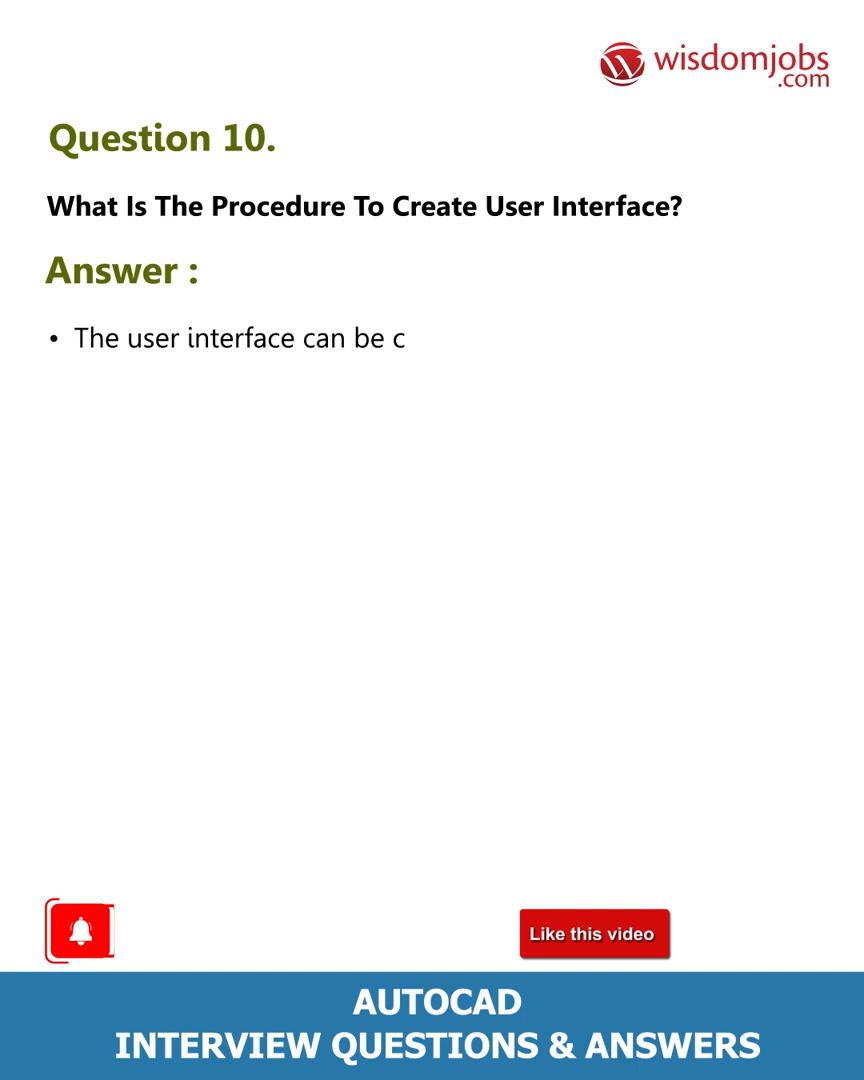 wisdomjobs
.com
Question 10.
What Is The Procedure To Create User Interface?
Answer :
• The user interface can be c
Like this video
AUTOCAD
INTERVIEW QUESTIONS & ANSWERS